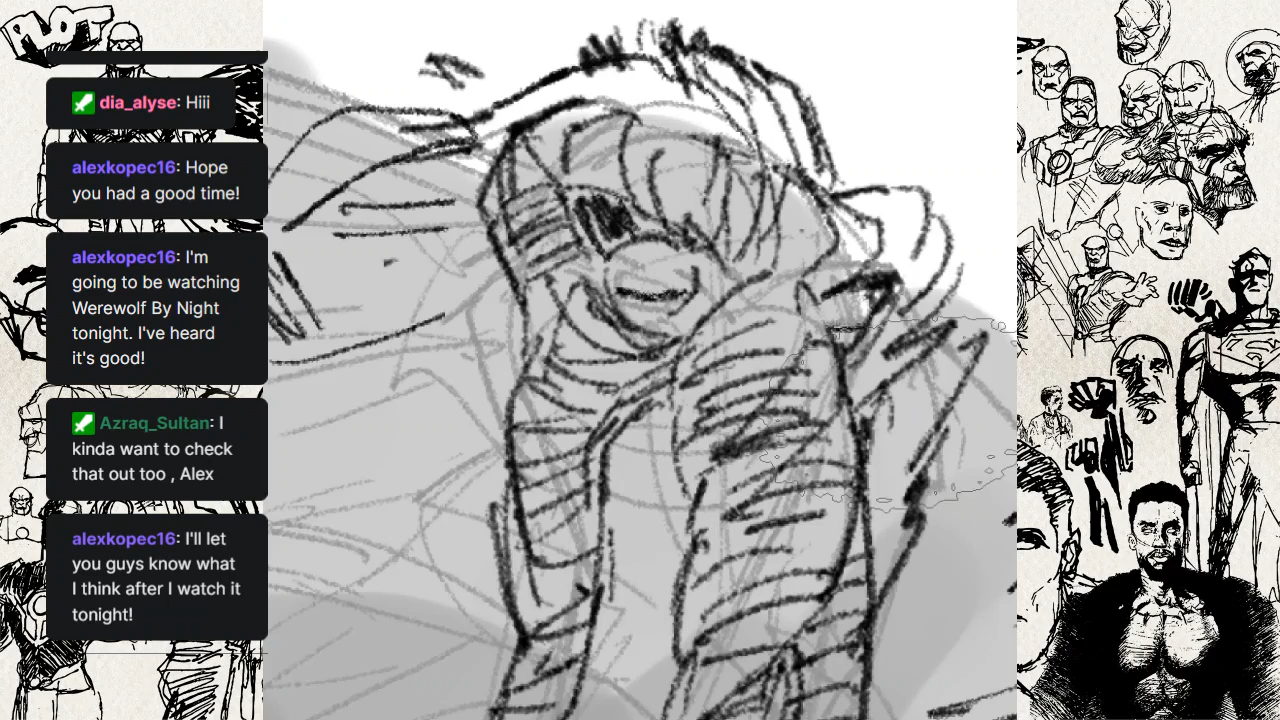 PLOT
dia_alyse: Hiii
alexkopec16: Hope
you had a good time!
alexkopec16: I'm
going to be watching
Werewolf By Night
tonight. I've heard
it's good!
Azraq_Sultan: I
kinda want to check
that out too , Alex
alexkopec16: I'll let
you guys know what
I think after I watch it
tonight!